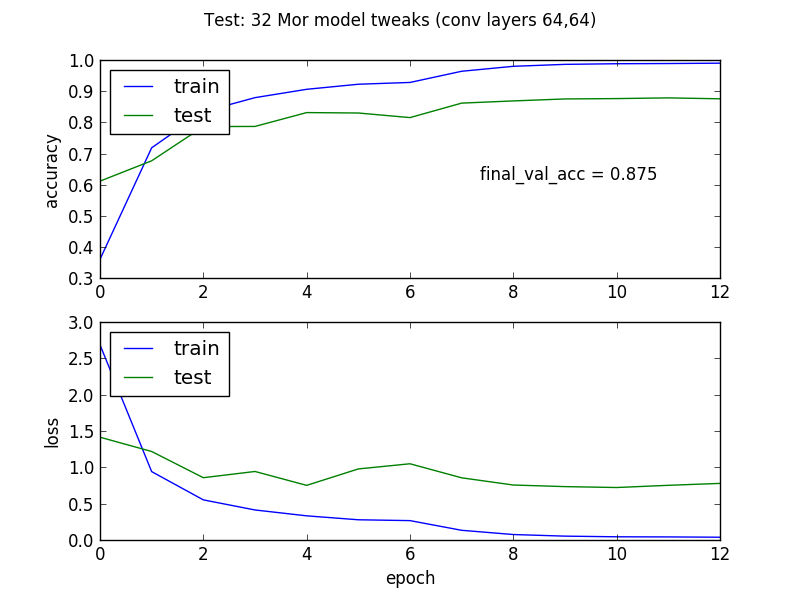 Test: 32 Mor model tweaks (conv layers 64,64)
1.0
0.9
0.8
0.7
0.6
0.5
0.4
0.3
accuracy
train
test
final_val_acc = 0.875
0 2 4 6 8 10 12
3.0
2.5
2.0
1.5
1.0
0.5
0.0
loss
train
test
0 2 4 6 8 10 12
epoch